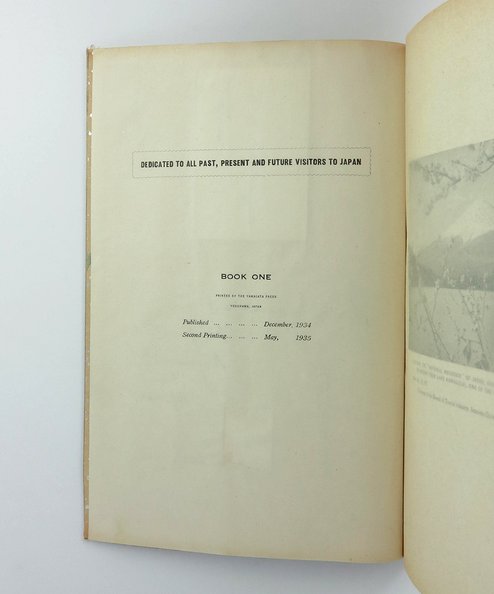 DEDICATED TO ALL PAST, PRESENT AND FUTURE VISITORS TO JAPAN
BOOK ONE
PRINTED BY THE YAMAGATA PRESS
YOKOHAMA, JAPAN
Published ... ... ... ... December, 1934
Second Printing... ... ... May, 1935